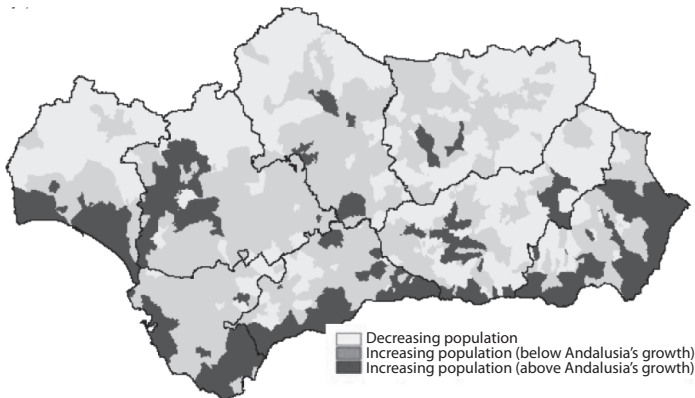 Decreasing population
Increasing population (below Andalusia's growth)
Increasing population (above Andalusia's growth)